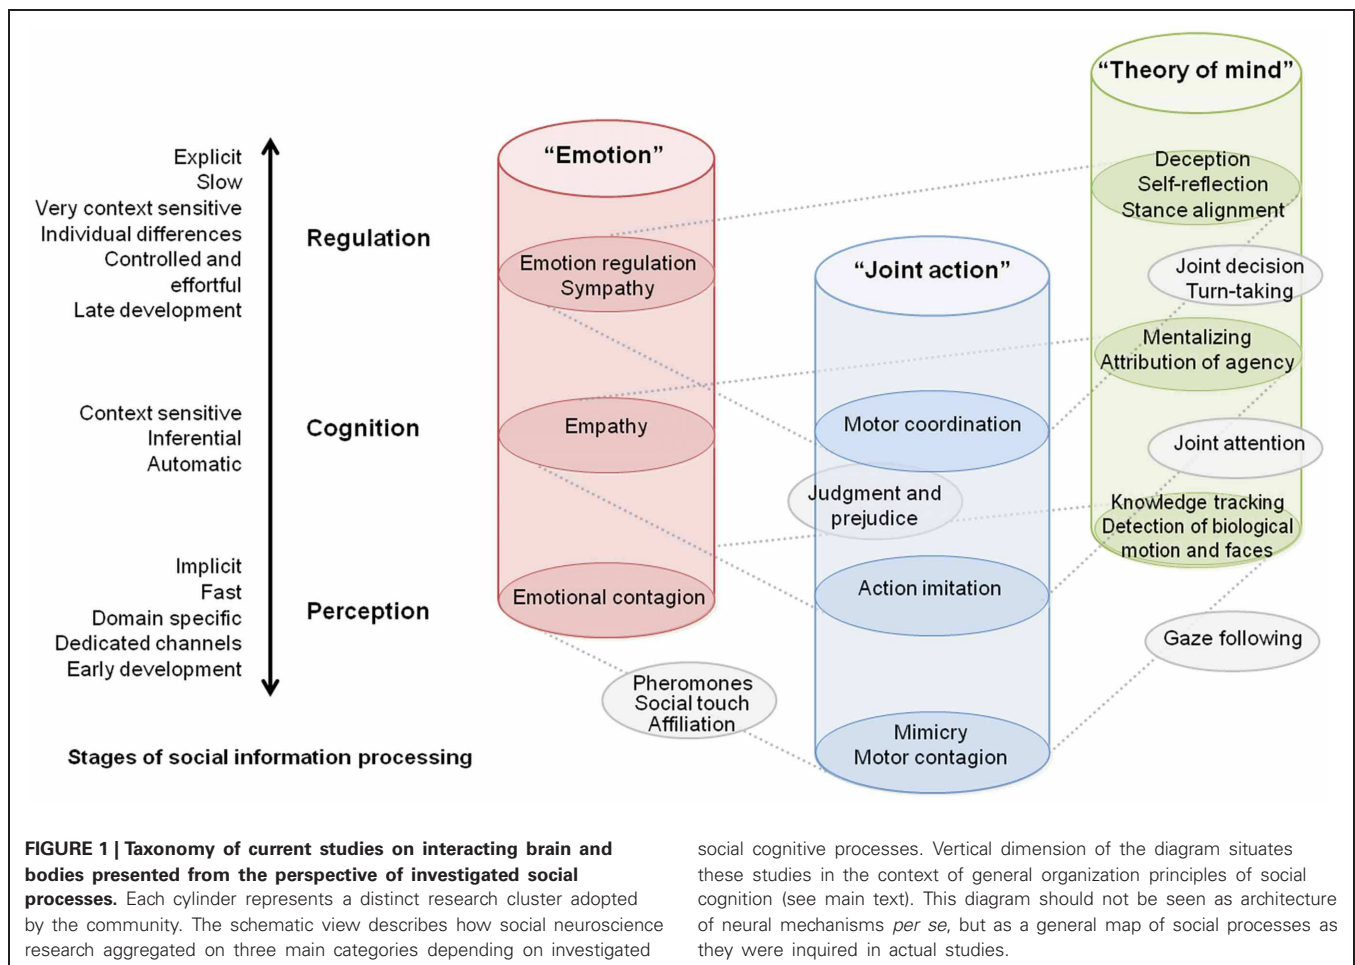 Explicit
Slow
Very context sensitive
Individual differences
Controlled and
effortful
Late development
Regulation
Context sensitive
Inferential
Automatic
Cognition
Implicit
Fast
Domain specific
Dedicated channels
Early development
Perception
Stages of social information processing
“Emotion”
Emotion regulation
Sympathy
Empathy
Emotional contagion
Pheromones
Social touch
Affiliation
“Joint action”
Motor coordination
Judgment and
prejudice
Action imitation
Mimicry
Motor contagion
“Theory of mind”
Deception
Self-reflection
Stance alignment
Joint decision
Turn-taking
Mentalizing
Attribution of agency
Joint attention
Knowledge tracking
Detection of biological
motion and faces
Gaze following
FIGURE 1 | Taxonomy of current studies on interacting brain and
bodies presented from the perspective of investigated social
processes. Each cylinder represents a distinct research cluster adopted
by the community. The schematic view describes how social neuroscience
research aggregated on three main categories depending on investigated
social cognitive processes. Vertical dimension of the diagram situates
these studies in the context of general organization principles of social
cognition (see main text). This diagram should not be seen as architecture
of neural mechanisms per se, but as a general map of social processes as
they were inquired in actual studies.